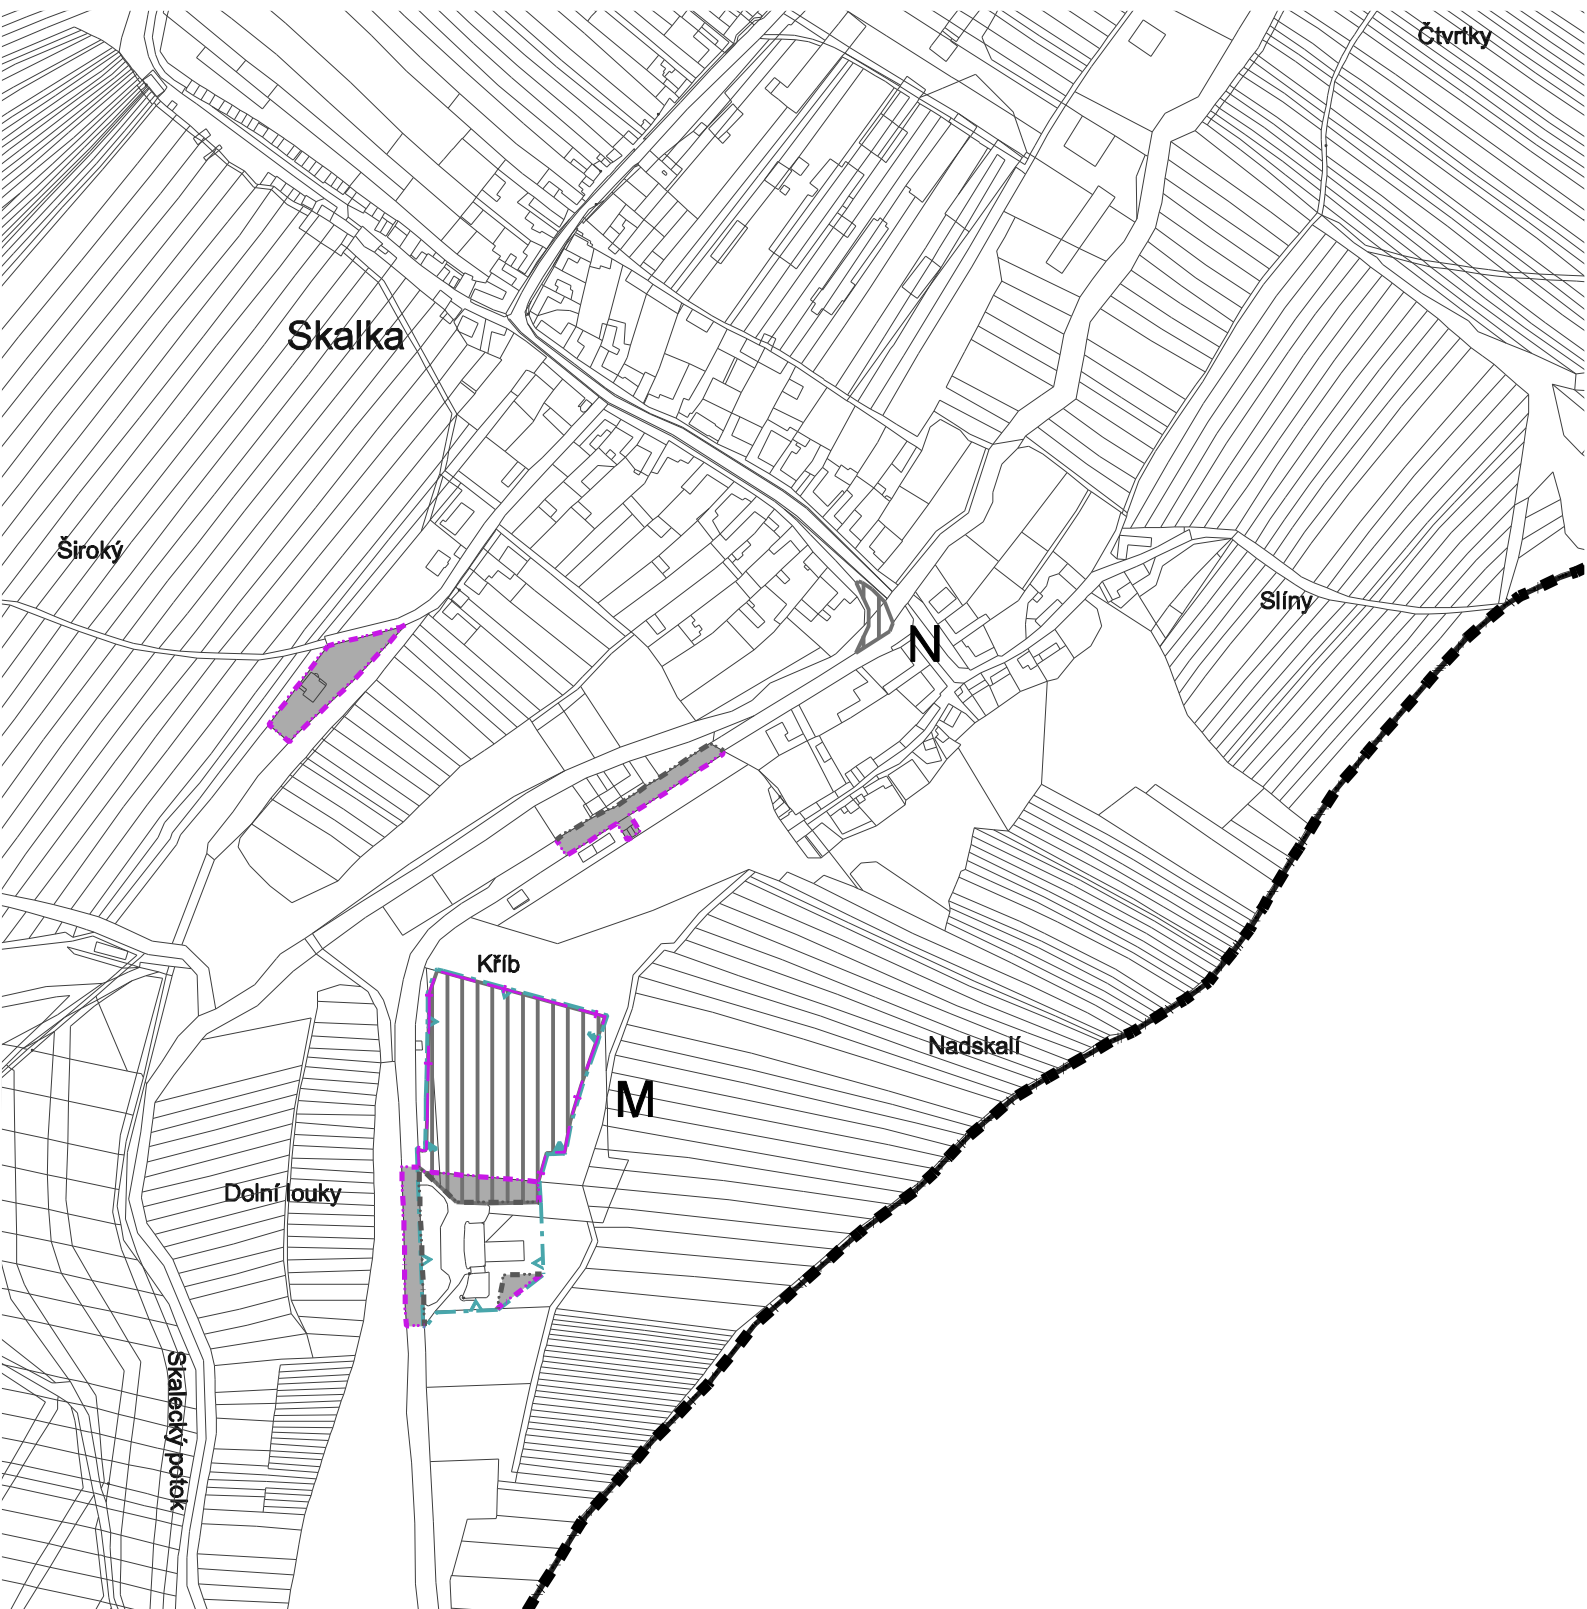 Čtvrtky
Skalka
Široký
Slíny
N
Kříb
Nadskalí
M
Dolní louky
Skalecký potok